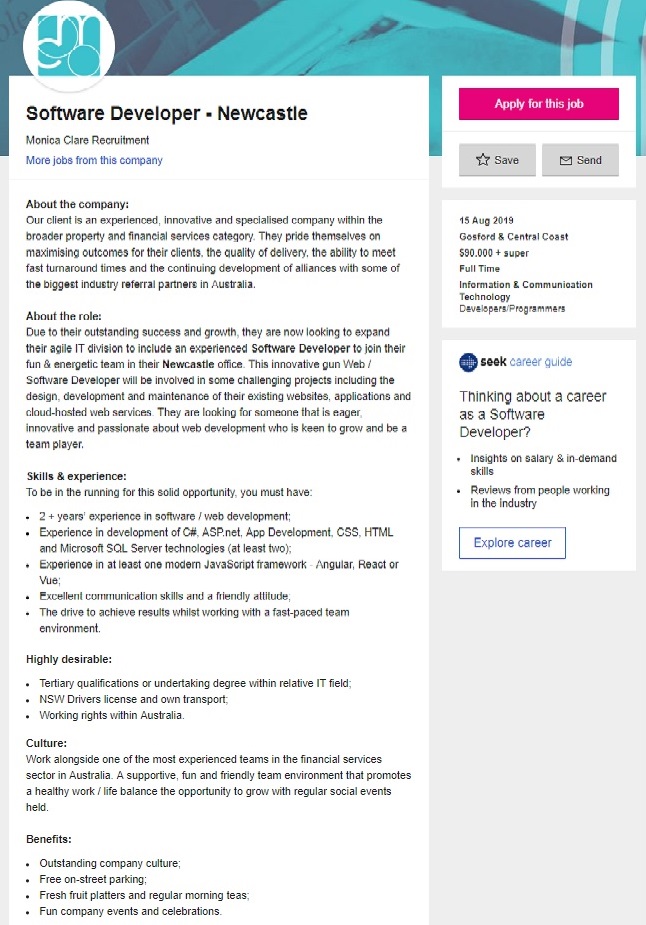 Software Developer - Newcastle
Monica Clare Recruitment
More jobs from this company
About the company:
Our client is an experienced, innovative and specialised company within the
broader property and financial services category. They pride themselves on
maximising outcomes for their clients, the quality of delivery, the ability to meet
fast turnaround times and the continuing development of alliances with some of
the biggest industry referral partners in Australia.
About the role:
Due to their outstanding success and growth, they are now looking to expand
their agile IT division to include an experienced Software Developer to join their
fun & energetic team in their Newcastle office. This innovative gun Web /
Software Developer will be involved in some challenging projects including the
design, development and maintenance of their existing websites, applications and
cloud-hosted web services. They are looking for someone that is eager,
innovative and passionate about web development who is keen to grow and be a
team player.
Skills & experience:
To be in the running for this solid opportunity, you must have:
• 2 + years' experience in software / web development;
• Experience in development of C#, ASP.net, App Development, CSS, HTML
and Microsoft SQL Server technologies (at least two);
• Experience in at least one modern JavaScript framework - Angular, React or
Vue;
• Excellent communication skills and a friendly attitude;
• The drive to achieve results whilst working with a fast-paced team
environment.
Highly desirable:
• Tertiary qualifications or undertaking degree within relative IT field;
• NSW Drivers license and own transport;
• Working rights within Australia.
Culture:
Work alongside one of the most experienced teams in the financial services
sector in Australia. A supportive, fun and friendly team environment that promotes
a healthy work / life balance the opportunity to grow with regular social events
held.
Benefits:
• Outstanding company culture;
• Free on-street parking;
• Fresh fruit platters and regular morning teas;
• Fun company events and celebrations.
Apply for this job
Save
Send
15 Aug 2019
Gosford & Central Coast
$90,000 + super
Full Time
Information & Communication
Technology
Developers/Programmers
seek career guide
Thinking about a career
as a Software
Developer?
• Insights on salary & in-demand
skills
• Reviews from people working
in the industry
Explore career